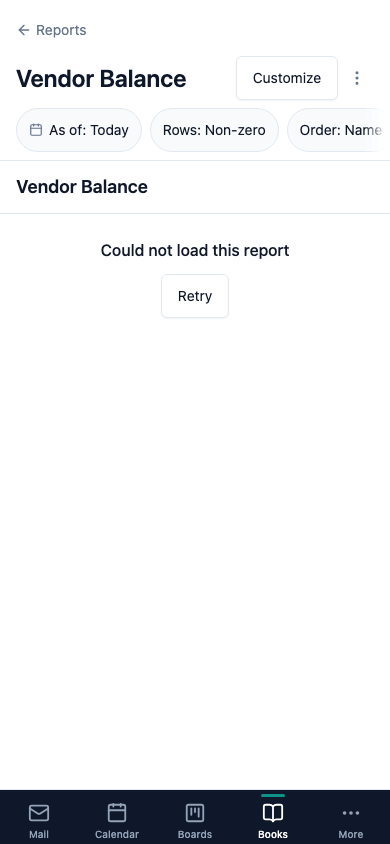 Reports
Vendor Balance
Customize
As of: Today
Rows: Non-zero
Order: Name
Vendor Balance
Could not load this report
Retry
Mail
Calendar
Boards
Books
More